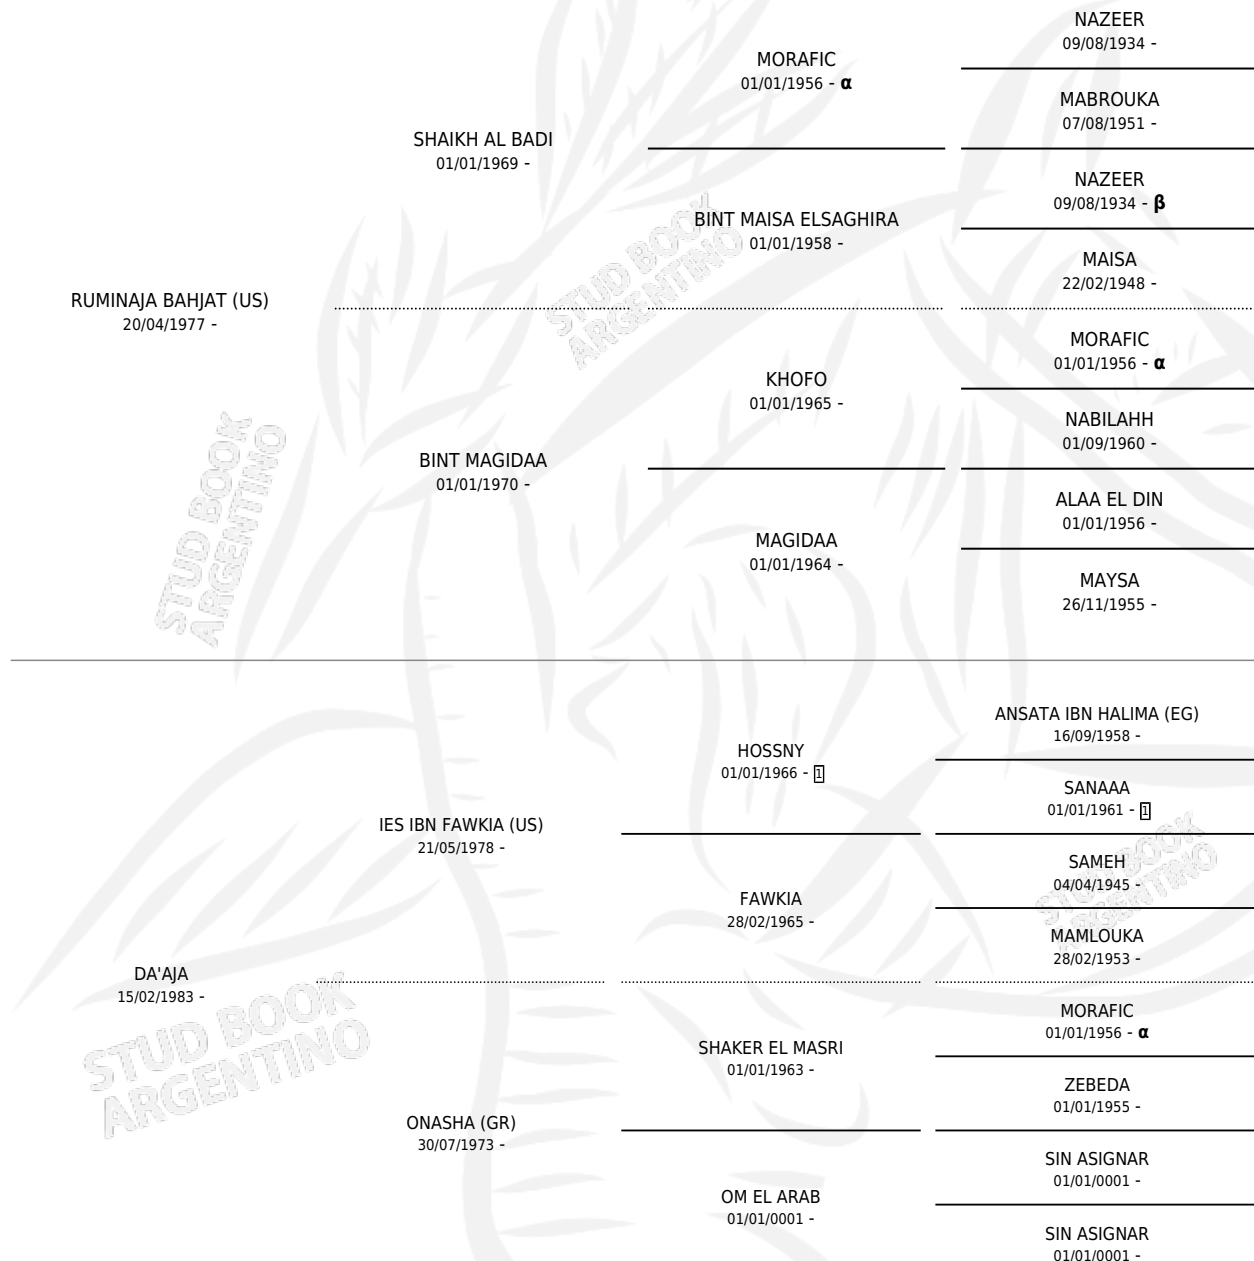 NAZEER
09/08/1934 -
MORAFIC
01/01/1956 - α
MABROUKA
07/08/1951 -
SHAIKH AL BADI
01/01/1969 -
NAZEER
09/08/1934 - β
BINT MAISA ELSAGHIRA
01/01/1958 -
MAISA
22/02/1948 -
RUMINAJA BAHJAT (US)
20/04/1977 -
MORAFIC
01/01/1956 - α
KHOFO
01/01/1965 -
NABILAHH
01/09/1960 -
BINT MAGIDAA
01/01/1970 -
ALAA EL DIN
01/01/1956 -
MAGIDAA
01/01/1964 -
MAYSA
26/11/1955 -
ANSATA IBN HALIMA (EG)
16/09/1958 -
HOSSNY
01/01/1966 - 1
SANAAA
01/01/1961 - 1
IES IBN FAWKIA (US)
21/05/1978 -
SAMEH
04/04/1945 -
FAWKIA
28/02/1965 -
MAMLOUKA
28/02/1953 -
DA'AJA
15/02/1983 -
MORAFIC
01/01/1956 - α
SHAKER EL MASRI
01/01/1963 -
ZEBEDA
01/01/1955 -
ONASHA (GR)
30/07/1973 -
SIN ASIGNAR
01/01/0001 -
OM EL ARAB
01/01/0001 -
SIN ASIGNAR
01/01/0001 -
STUD BOOK
ARGENTINO
STUD BOOK
ARGENTINO
STUD BOOK
ARGENTINO
STUD BOOK
ARGENTINO